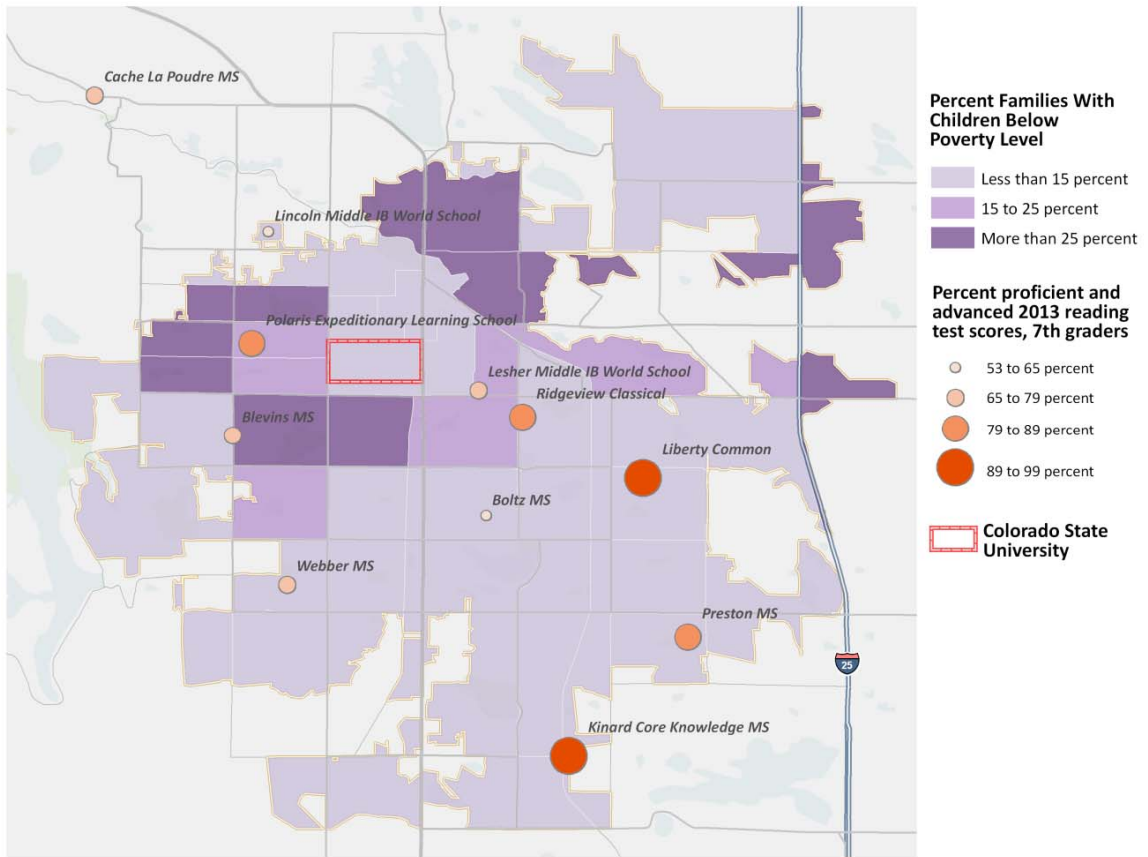 Cache La Poudre MS
Lincoln Middle IB World School
Polaris Expeditionary Learning School
Lesher Middle IB World School
Ridgeview Classical
Blevins MS
Liberty Common
Boltz MS
Webber MS
Preston MS
25
Kinard Core Knowledge MS
Percent Families With
Children Below
Poverty Level
Less than 15 percent
15 to 25 percent
More than 25 percent
Percent proficient and
advanced 2013 reading
test scores, 7th graders
53 to 65 percent
65 to 79 percent
79 to 89 percent
89 to 99 percent
Colorado State
University